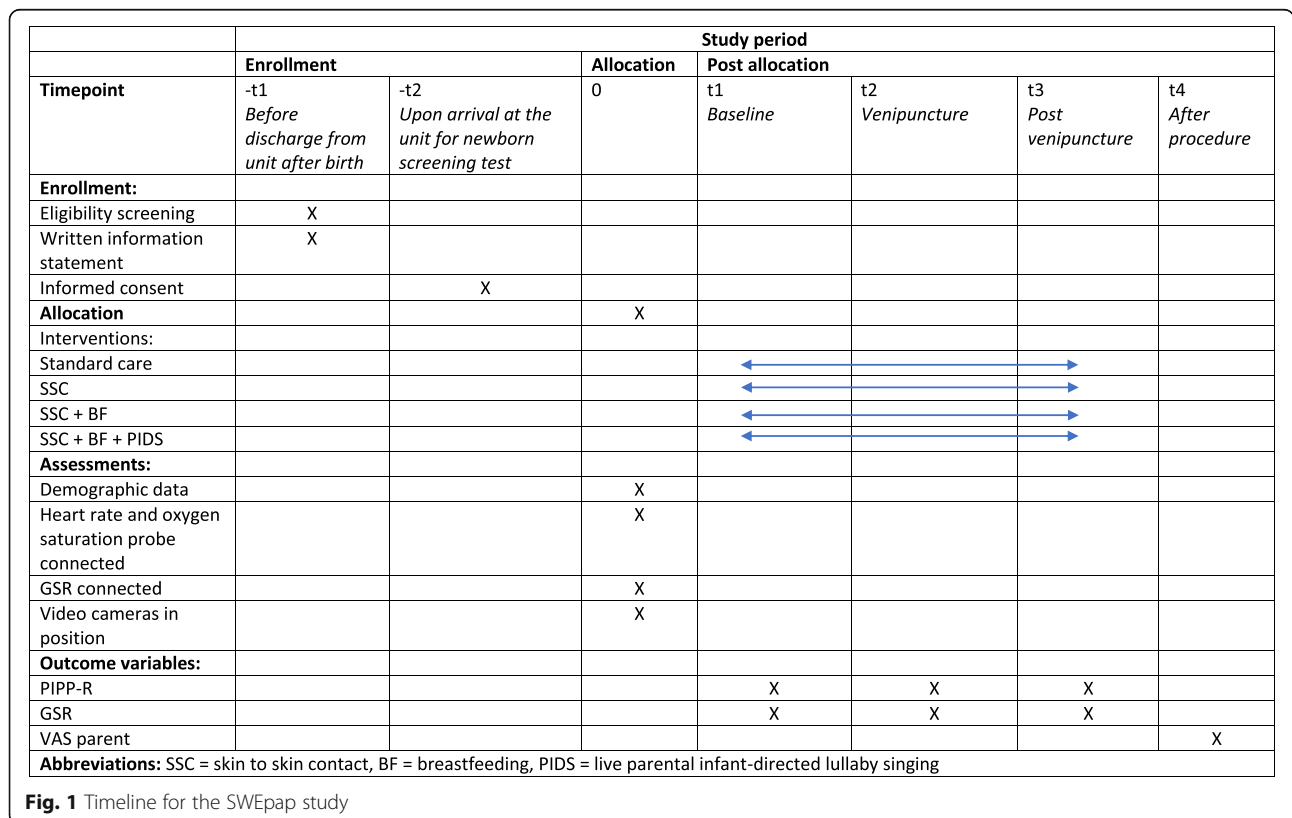 Study period
Enrollment Allocation Post allocation
Timepoint -t1 -t2 0 t1 t2 t3 t4
Before Upon arrival at the Baseline Venipuncture Post After
discharge from unit for newborn venipuncture procedure
unit after birth screening test
Enrollment:
Eligibility screening X
Written information X
statement
Informed consent X
Allocation X
Interventions:
Standard care
SSC
SSC + BF
SSC + BF + PIDS
Assessments:
Demographic data X
Heart rate and oxygen X
saturation probe
connected
GSR connected X
Video cameras in X
position
Outcome variables:
PIPP-R X X X
GSR X X X
VAS parent X
Abbreviations: SSC = skin to skin contact, BF = breastfeeding, PIDS = live parental infant-directed lullaby singing
Fig. 1 Timeline for the SWEpap study